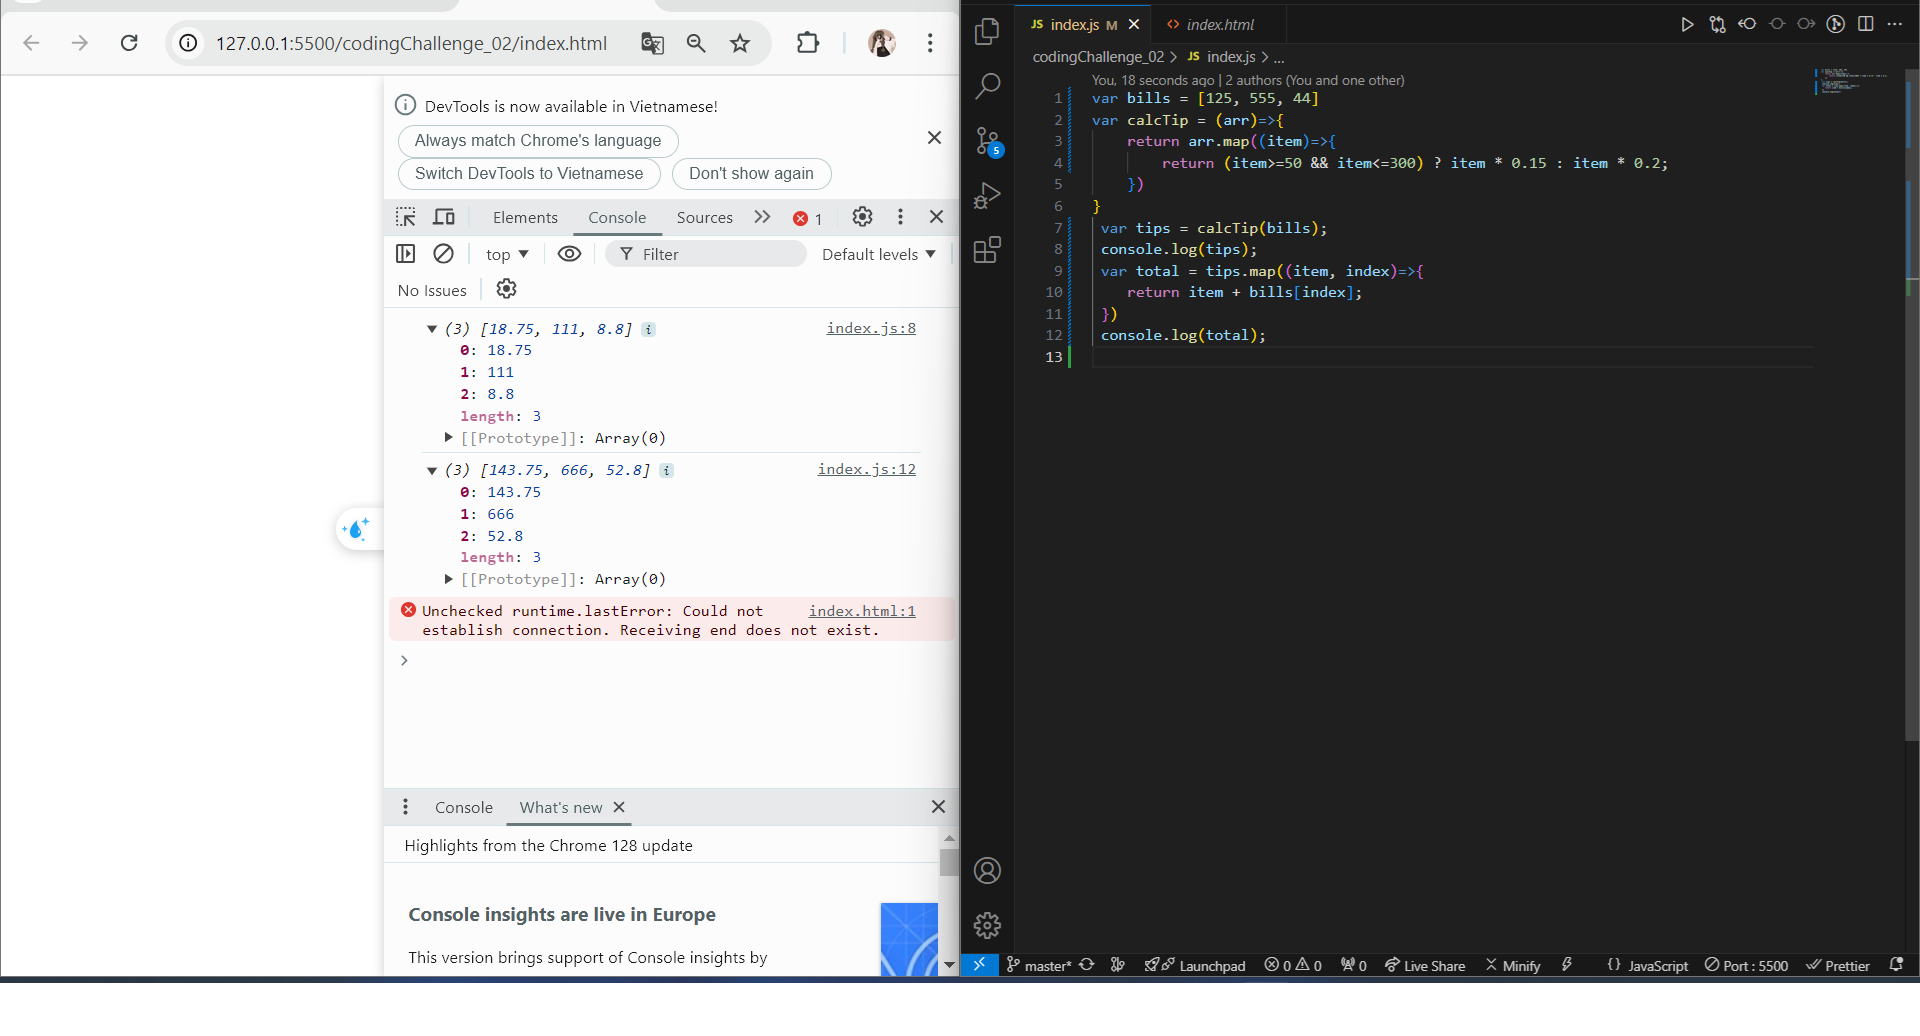 127.0.0.1:5500/codingChallenge_02/index.html
DevTools is now available in Vietnamese!
Always match Chrome's language
Switch DevTools to Vietnamese
Don't show again
Elements Console Sources 1
top Filter Default levels
No Issues
(3) [18.75, 111, 8.8] i index.js:8
0: 18.75
1: 111
2: 8.8
length: 3
[[Prototype]]: Array(0)
(3) [143.75, 666, 52.8] i index.js:12
0: 143.75
1: 666
2: 52.8
length: 3
[[Prototype]]: Array(0)
Unchecked runtime.lastError: Could not index.html:1
establish connection. Receiving end does not exist.
Console What's new
Highlights from the Chrome 128 update
Console insights are live in Europe
This version brings support of Console insights by
JS index.js M index.html
codingChallenge_02 > JS index.js > ...
You, 18 seconds ago | 2 authors (You and one other)
1 var bills = [125, 555, 44]
2 var calcTip = (arr)=>{
3 return arr.map((item)=>{
4 return (item>=50 && item<=300) ? item * 0.15 : item * 0.2;
5 })
6 }
7 var tips = calcTip(bills);
8 console.log(tips);
9 var total = tips.map((item, index)=>{
10 return item + bills[index];
11 })
12 console.log(total);
13
5
master* Launchpad 0 0 0 Live Share Minify {} JavaScript Port : 5500 Prettier